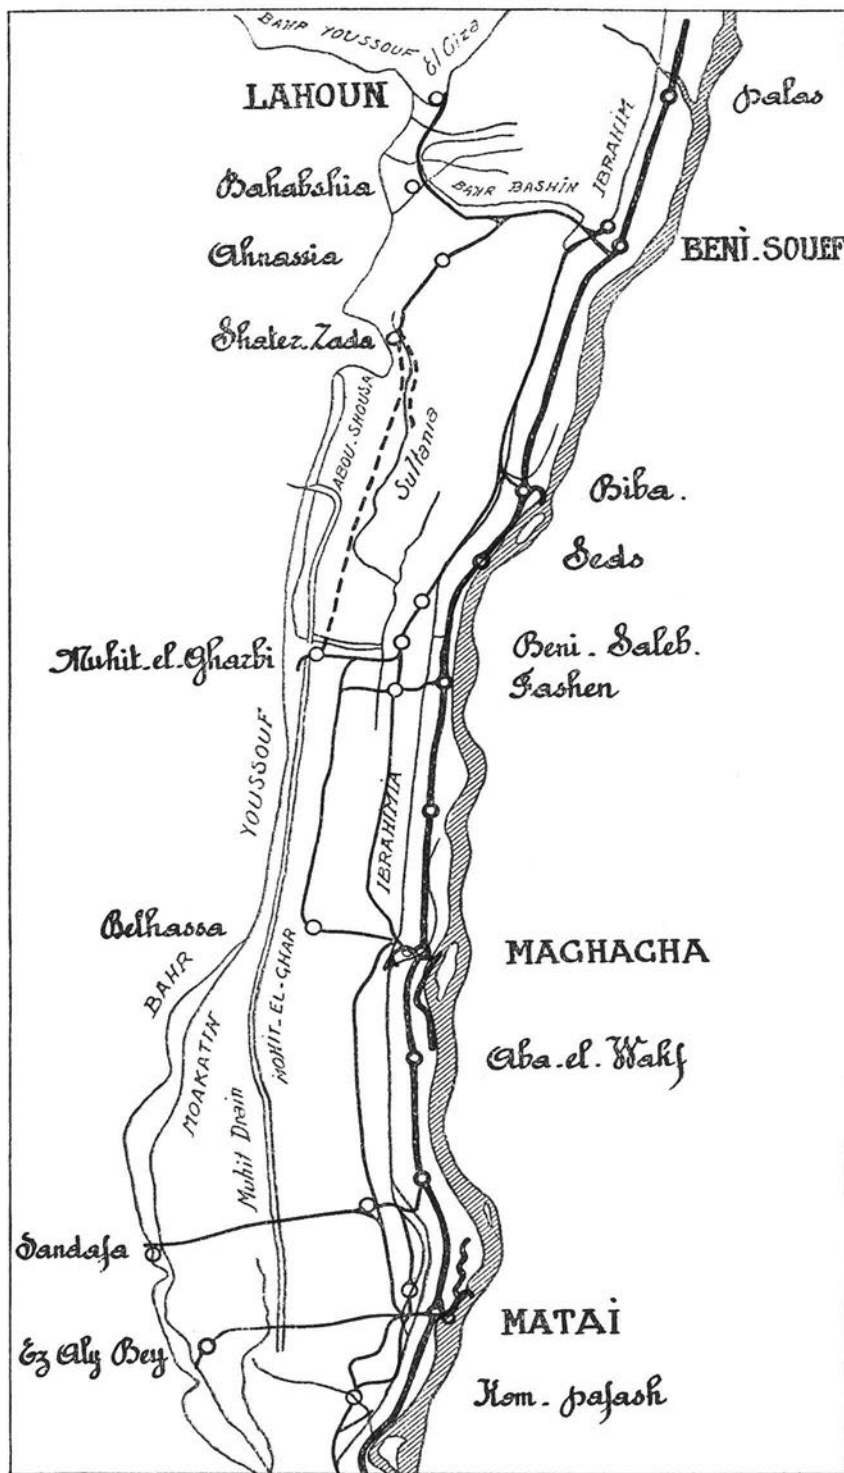 BAHR YOUSSOUF
El Giza
LAHOUN
palas
IBRAHIM
Bahabshia
BAHR BASHIN
Ahnassia
BENI-SOUEF
Shater-Zada
ABOU-SHOUSA
Sultania
Biba.
Seds
Muhit-el-Gharbi
Beni-Saleb.
Fashen
YOUSSOUF
IBRAHIMIA
Belhassa
MAGHAGHA
BAHR
MOHIT-EL-GHAR
Aba-el-Wakf
MOAKATIN
Muhit Drain
Sandafa
MATAI
Ez Aly Bey
Kom-pafash